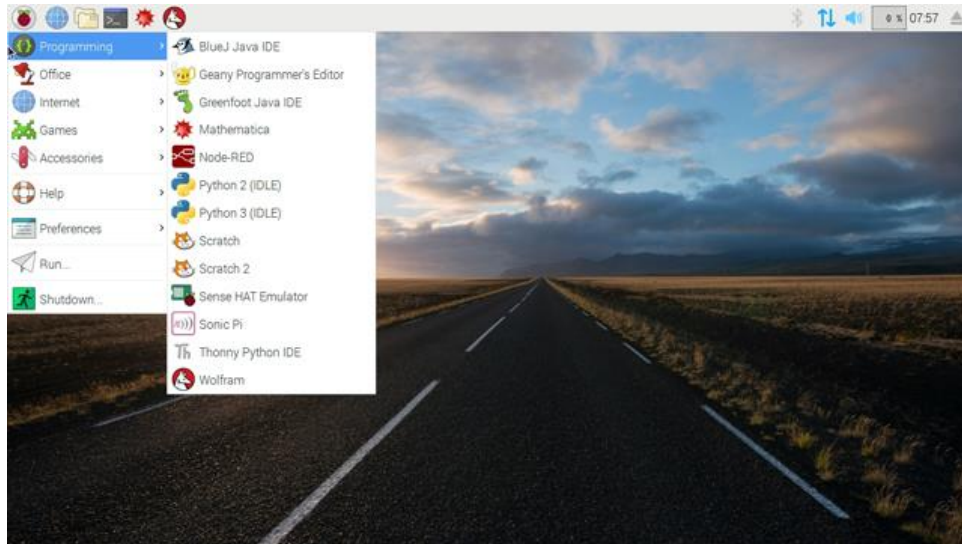 0 % 07:57
Programming
Office
Internet
Games
Accessories
Help
Preferences
Run...
Shutdown...
BlueJ Java IDE
Geany Programmer's Editor
Greenfoot Java IDE
Mathematica
Node-RED
Python 2 (IDLE)
Python 3 (IDLE)
Scratch
Scratch 2
Sense HAT Emulator
Sonic Pi
Th Thonny Python IDE
Wolfram